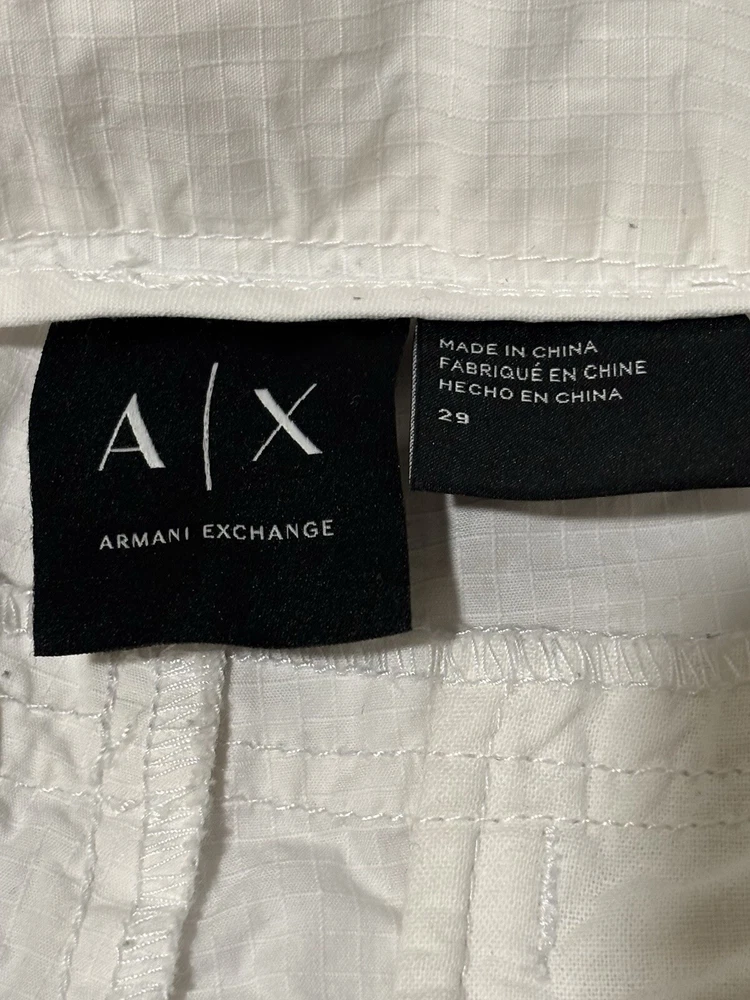 A|X
ARMANI EXCHANGE
MADE IN CHINA
FABRIQUÉ EN CHINE
HECHO EN CHINA
29